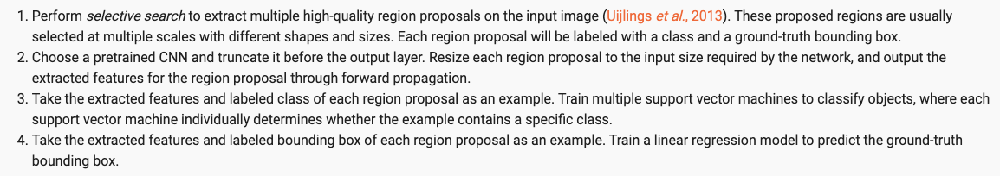 1. Perform selective search to extract multiple high-quality region proposals on the input image (Uijlings et al., 2013). These proposed regions are usually
selected at multiple scales with different shapes and sizes. Each region proposal will be labeled with a class and a ground-truth bounding box.
2. Choose a pretrained CNN and truncate it before the output layer. Resize each region proposal to the input size required by the network, and output the
extracted features for the region proposal through forward propagation.
3. Take the extracted features and labeled class of each region proposal as an example. Train multiple support vector machines to classify objects, where each
support vector machine individually determines whether the example contains a specific class.
4. Take the extracted features and labeled bounding box of each region proposal as an example. Train a linear regression model to predict the ground-truth
bounding box.